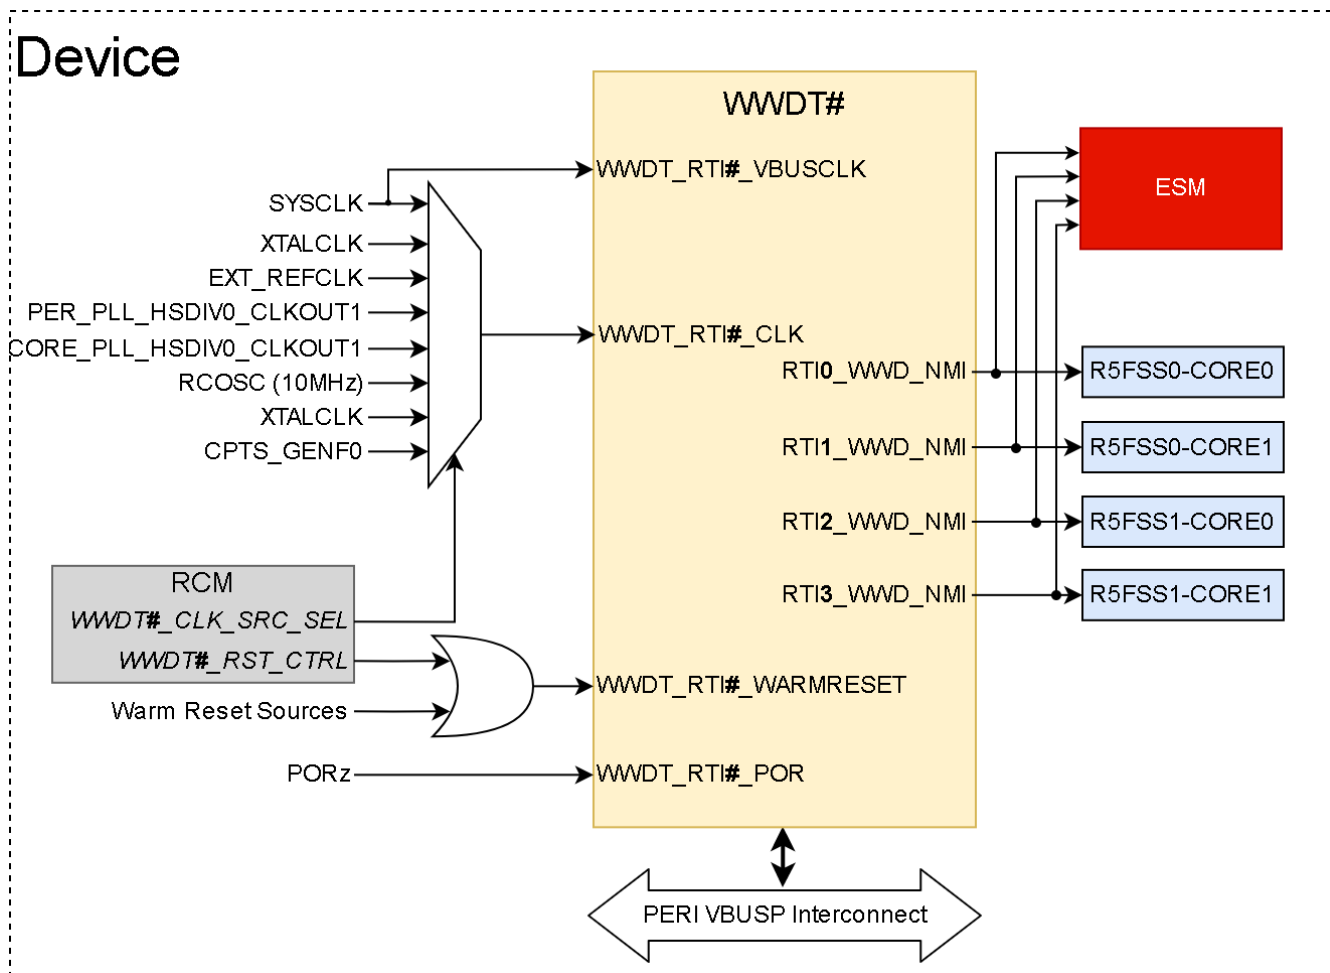 Device
WWDT#
WWDT_RTI#_VBUSCLK
ESM
SYSCLK
XTALCLK
EXT_REFCLK
PER_PLL_HSDIV0_CLKOUT1
CORE_PLL_HSDIV0_CLKOUT1
RCOSC (10MHz)
XTALCLK
CPTS_GENF0
WWDT_RTI#_CLK
RTI0_WWD_NMI
R5FSS0-CORE0
RTI1_WWD_NMI
R5FSS0-CORE1
RTI2_WWD_NMI
R5FSS1-CORE0
RTI3_WWD_NMI
R5FSS1-CORE1
RCM
WWDT#_CLK_SRC_SEL
WWDT#_RST_CTRL
Warm Reset Sources
WWDT_RTI#_WARMRESET
PORz
WWDT_RTI#_POR
PERI VBUSP Interconnect